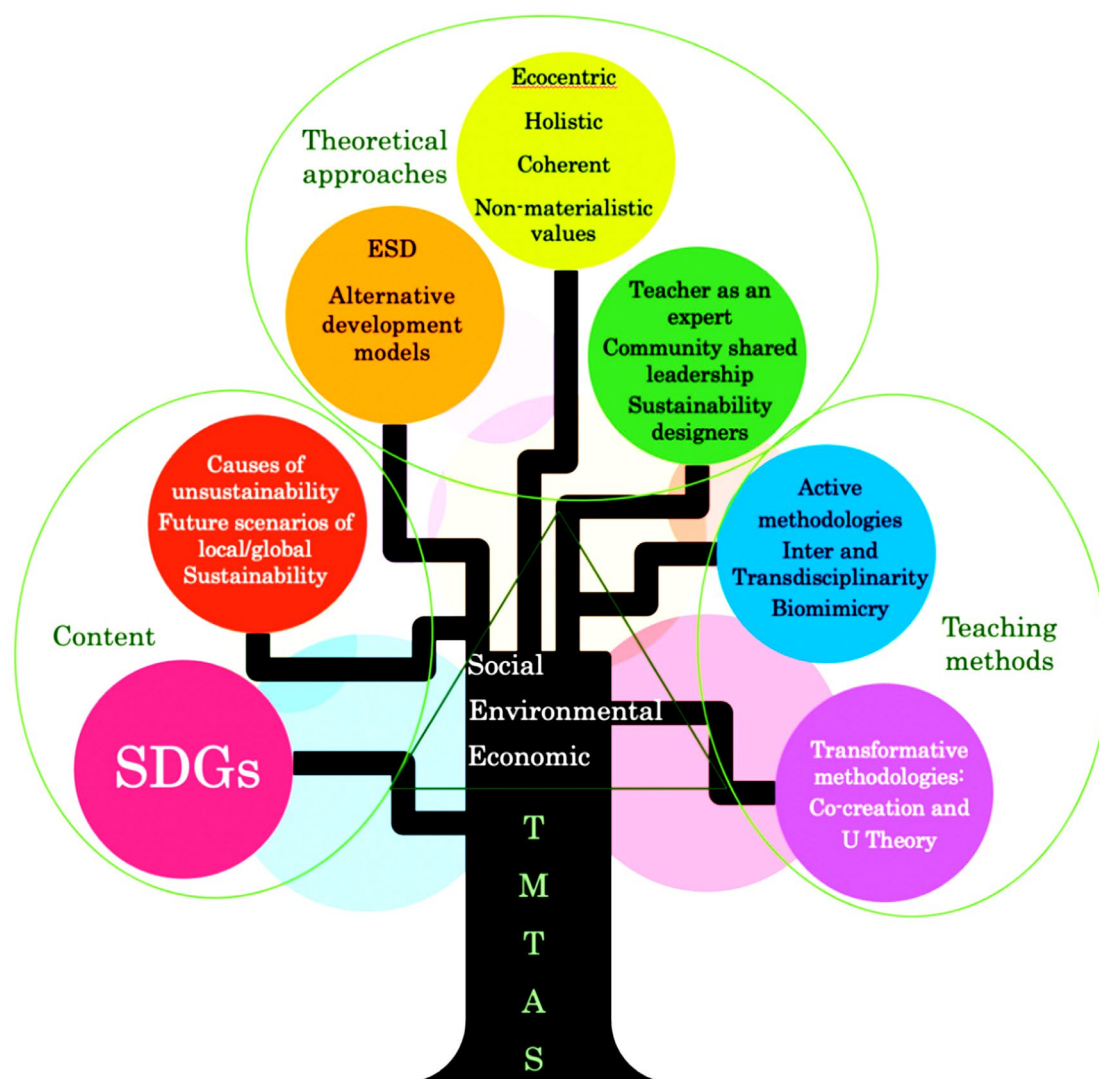 Theoretical
approaches
Ecocentric
Holistic
Coherent
Non-materialistic
values
ESD
Alternative
development
models
Teacher as an
expert
Community shared
leadership
Sustainability
designers
Content
Causes of
unsustainability
Future scenarios of
local/global
Sustainability
SDGs
Teaching
methods
Active
methodologies
Inter and
Transdisciplinarity
Biomimicry
Transformative
methodologies:
Co-creation and
U Theory
Social
Environmental
Economic
T
M
T
A
S